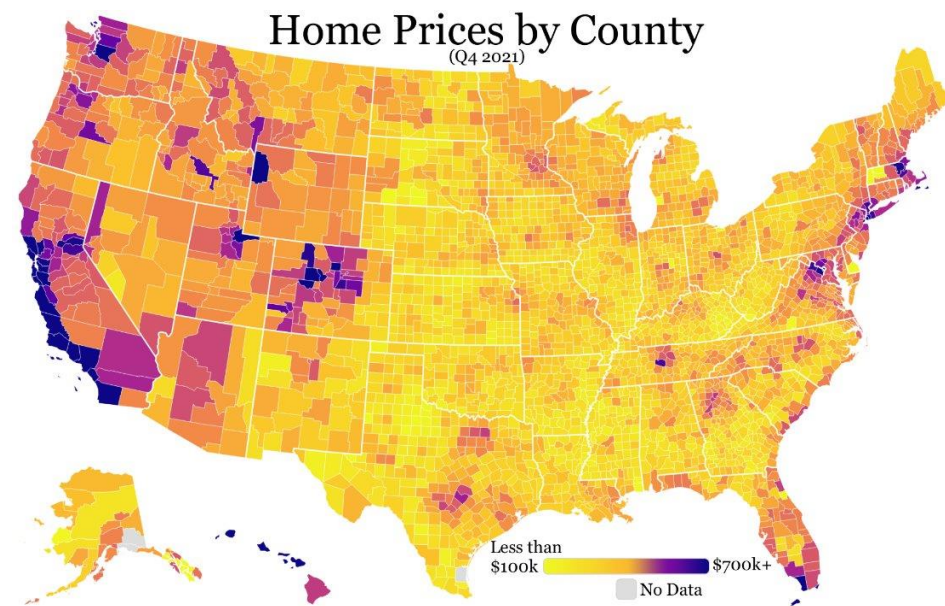 Home Prices by County
(Q4 2021)
Less than
$100k
$700k+
No Data